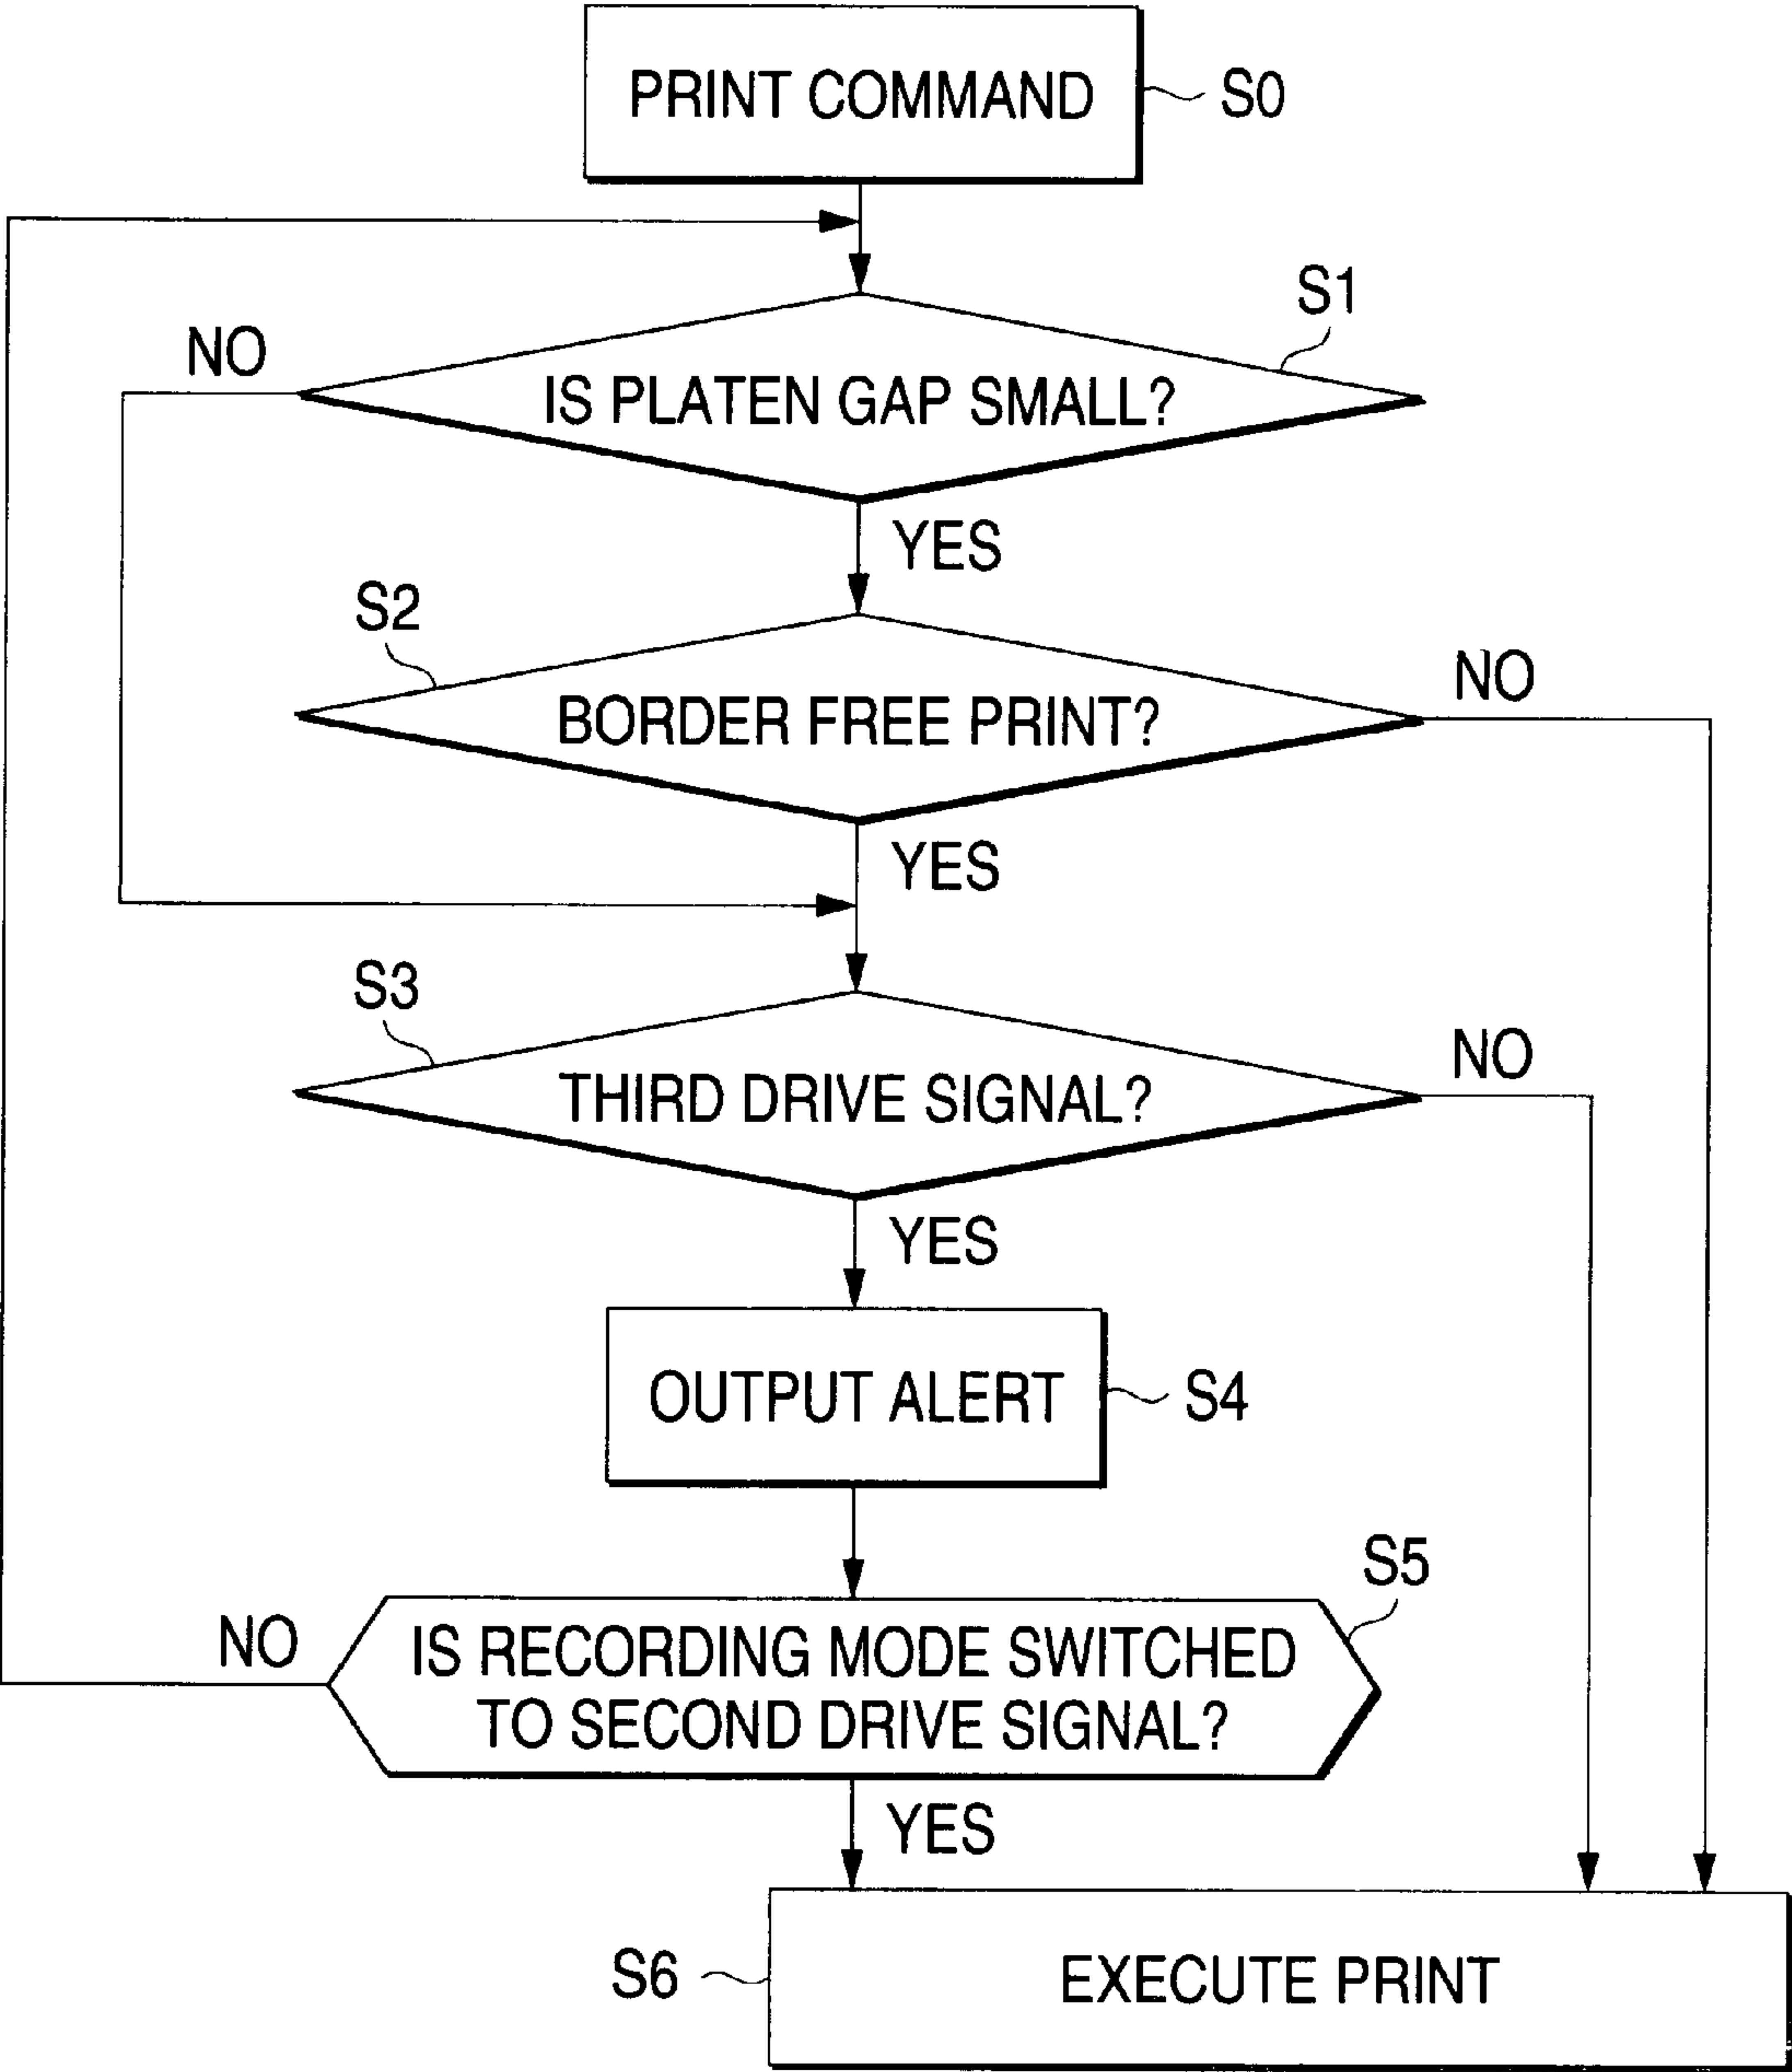 PRINT COMMAND
S0
S1
NO
IS PLATEN GAP SMALL?
YES
S2
NO
BORDER FREE PRINT?
YES
S3
NO
THIRD DRIVE SIGNAL?
YES
OUTPUT ALERT
S4
S5
NO
IS RECORDING MODE SWITCHED
TO SECOND DRIVE SIGNAL?
YES
S6
EXECUTE PRINT